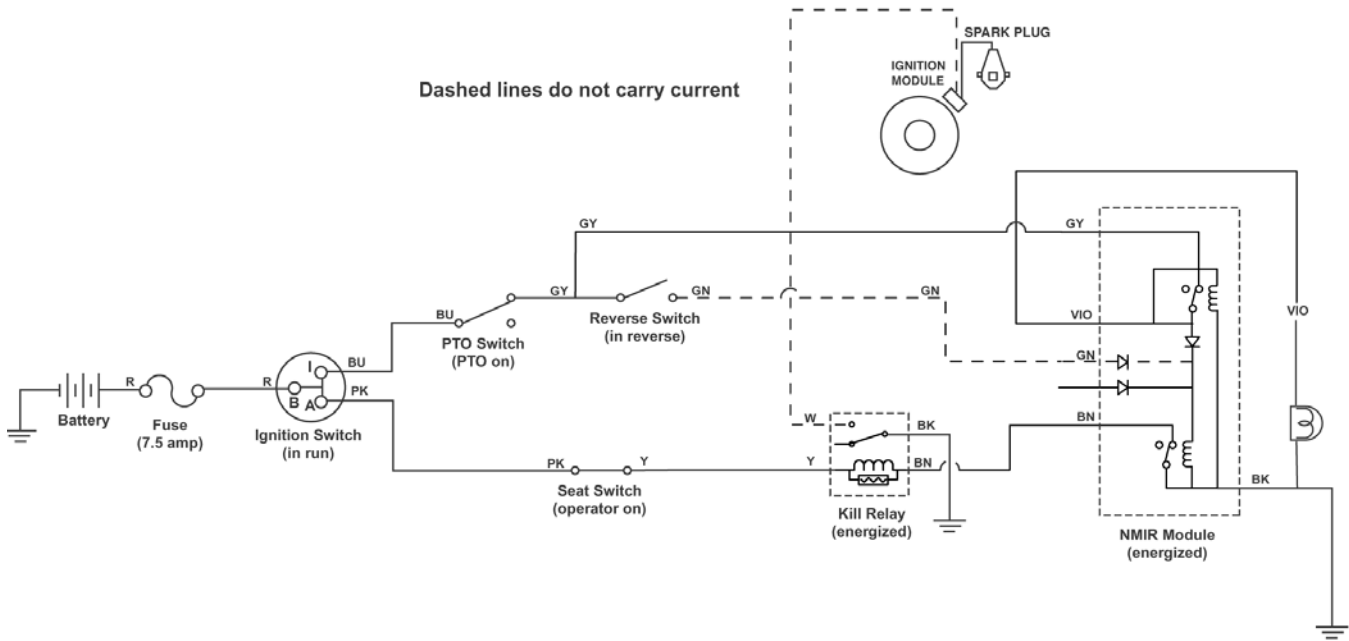 SPARK PLUG
IGNITION
MODULE
Dashed lines do not carry current
GY
GY
GY
GN
GN
Reverse Switch
(in reverse)
BU
PTO Switch
(PTO on)
VIO
VIO
I
BU
B
A
PK
R
R
Battery
Fuse
(7.5 amp)
Ignition Switch
(in run)
GN
W
BK
BN
PK
Y
Y
BN
Seat Switch
(operator on)
Kill Relay
(energized)
BK
NMIR Module
(energized)